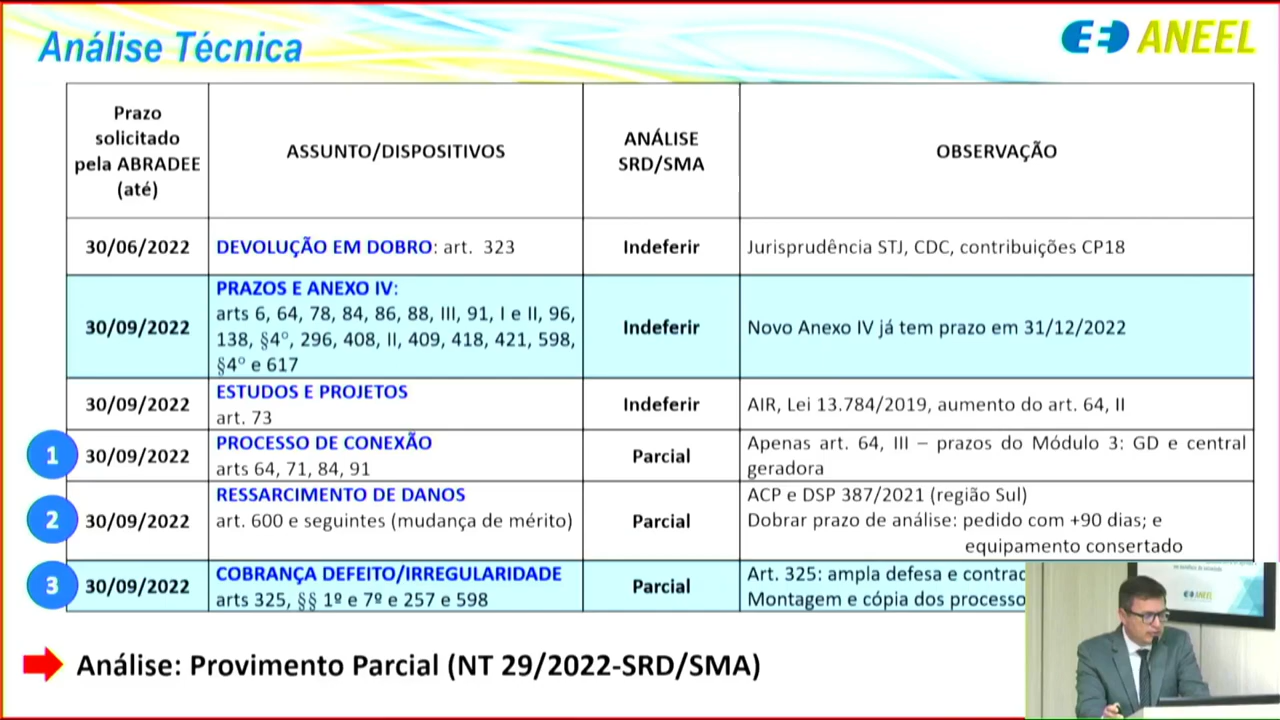 Análise Técnica
ANEEL
Prazo
solicitado
pela ABRADEE
(até)
ASSUNTO/DISPOSITIVOS
ANÁLISE
SRD/SMA
OBSERVAÇÃO
30/06/2022
DEVOLUÇÃO EM DOBRO: art. 323
Indeferir
Jurisprudência STJ, CDC, contribuições CP18
30/09/2022
PRAZOS E ANEXO IV:
arts 6, 64, 78, 84, 86, 88, III, 91, I e II, 96,
138, §4º, 296, 408, II, 409, 418, 421, 598,
§4º e 617
Indeferir
Novo Anexo IV já tem prazo em 31/12/2022
30/09/2022
ESTUDOS E PROJETOS
art. 73
Indeferir
AIR, Lei 13.784/2019, aumento do art. 64, II
1
30/09/2022
PROCESSO DE CONEXÃO
arts 64, 71, 84, 91
Parcial
Apenas art. 64, III – prazos do Módulo 3: GD e central
geradora
2
30/09/2022
RESSARCIMENTO DE DANOS
art. 600 e seguintes (mudança de mérito)
Parcial
ACP e DSP 387/2021 (região Sul)
Dobrar prazo de análise: pedido com +90 dias; e
equipamento consertado
3
30/09/2022
COBRANÇA DEFEITO/IRREGULARIDADE
arts 325, §§ 1º e 7º e 257 e 598
Parcial
Art. 325: ampla defesa e contrad
Montagem e cópia dos processo
Análise: Provimento Parcial (NT 29/2022-SRD/SMA)
ANEEL